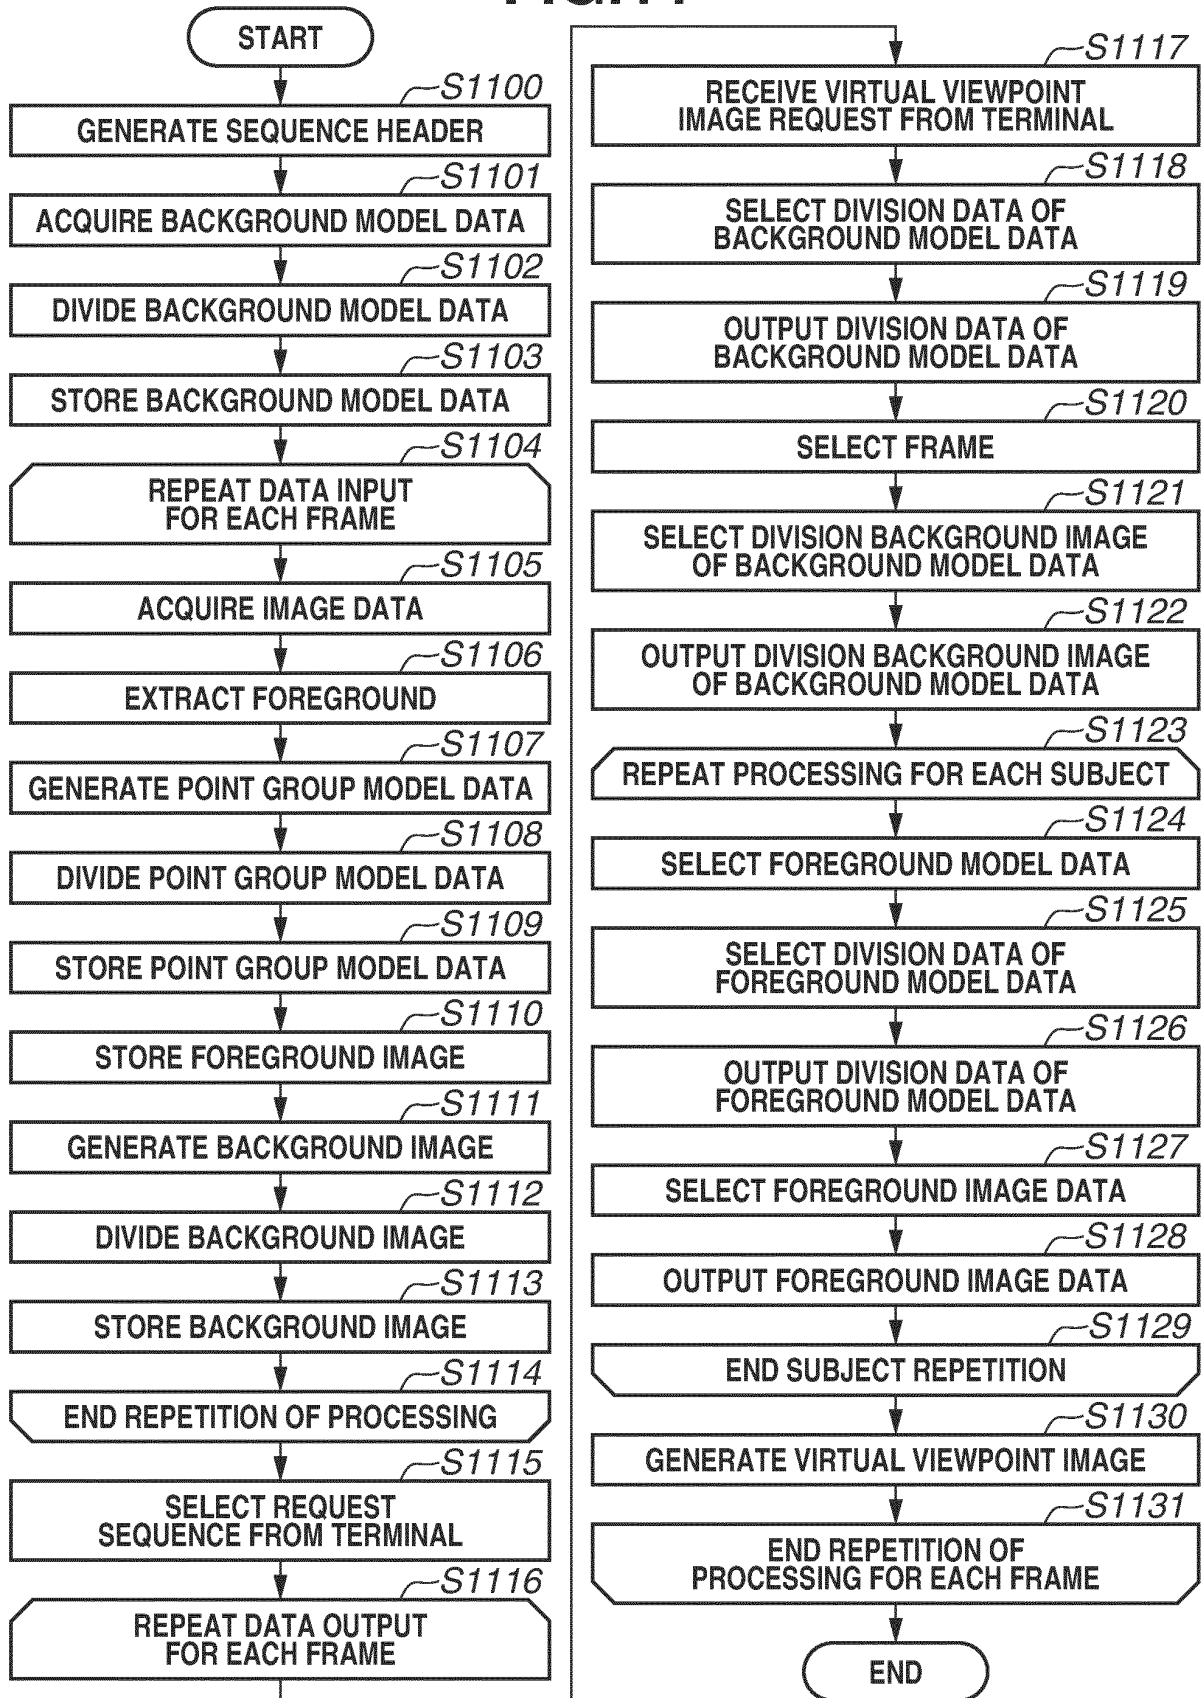 START
S1100
GENERATE SEQUENCE HEADER
S1101
ACQUIRE BACKGROUND MODEL DATA
S1102
DIVIDE BACKGROUND MODEL DATA
S1103
STORE BACKGROUND MODEL DATA
S1104
REPEAT DATA INPUT
FOR EACH FRAME
S1105
ACQUIRE IMAGE DATA
S1106
EXTRACT FOREGROUND
S1107
GENERATE POINT GROUP MODEL DATA
S1108
DIVIDE POINT GROUP MODEL DATA
S1109
STORE POINT GROUP MODEL DATA
S1110
STORE FOREGROUND IMAGE
S1111
GENERATE BACKGROUND IMAGE
S1112
DIVIDE BACKGROUND IMAGE
S1113
STORE BACKGROUND IMAGE
S1114
END REPETITION OF PROCESSING
S1115
SELECT REQUEST
SEQUENCE FROM TERMINAL
S1116
REPEAT DATA OUTPUT
FOR EACH FRAME
S1117
RECEIVE VIRTUAL VIEWPOINT
IMAGE REQUEST FROM TERMINAL
S1118
SELECT DIVISION DATA OF
BACKGROUND MODEL DATA
S1119
OUTPUT DIVISION DATA OF
BACKGROUND MODEL DATA
S1120
SELECT FRAME
S1121
SELECT DIVISION BACKGROUND IMAGE
OF BACKGROUND MODEL DATA
S1122
OUTPUT DIVISION BACKGROUND IMAGE
OF BACKGROUND MODEL DATA
S1123
REPEAT PROCESSING FOR EACH SUBJECT
S1124
SELECT FOREGROUND MODEL DATA
S1125
SELECT DIVISION DATA OF
FOREGROUND MODEL DATA
S1126
OUTPUT DIVISION DATA OF
FOREGROUND MODEL DATA
S1127
SELECT FOREGROUND IMAGE DATA
S1128
OUTPUT FOREGROUND IMAGE DATA
S1129
END SUBJECT REPETITION
S1130
GENERATE VIRTUAL VIEWPOINT IMAGE
S1131
END REPETITION OF
PROCESSING FOR EACH FRAME
END